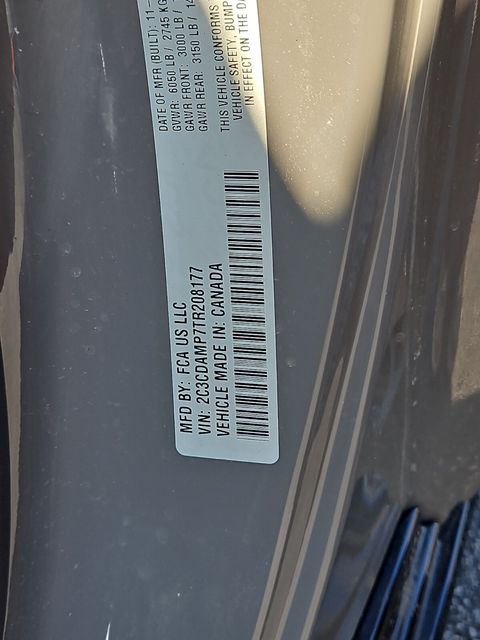 MFD BY: FCA US LLC
VIN: 2C3CDAMP7TR208177
VEHICLE MADE IN: CANADA
DATE OF MFR (BUILT): 11-
GVWR: 6050 LB / 2745 KG
GAWR FRONT: 3000 LB /
GAWR REAR: 3150 LB / 14
THIS VEHICLE CONFORMS
VEHICLE SAFETY, BUMP
IN EFFECT ON THE DA